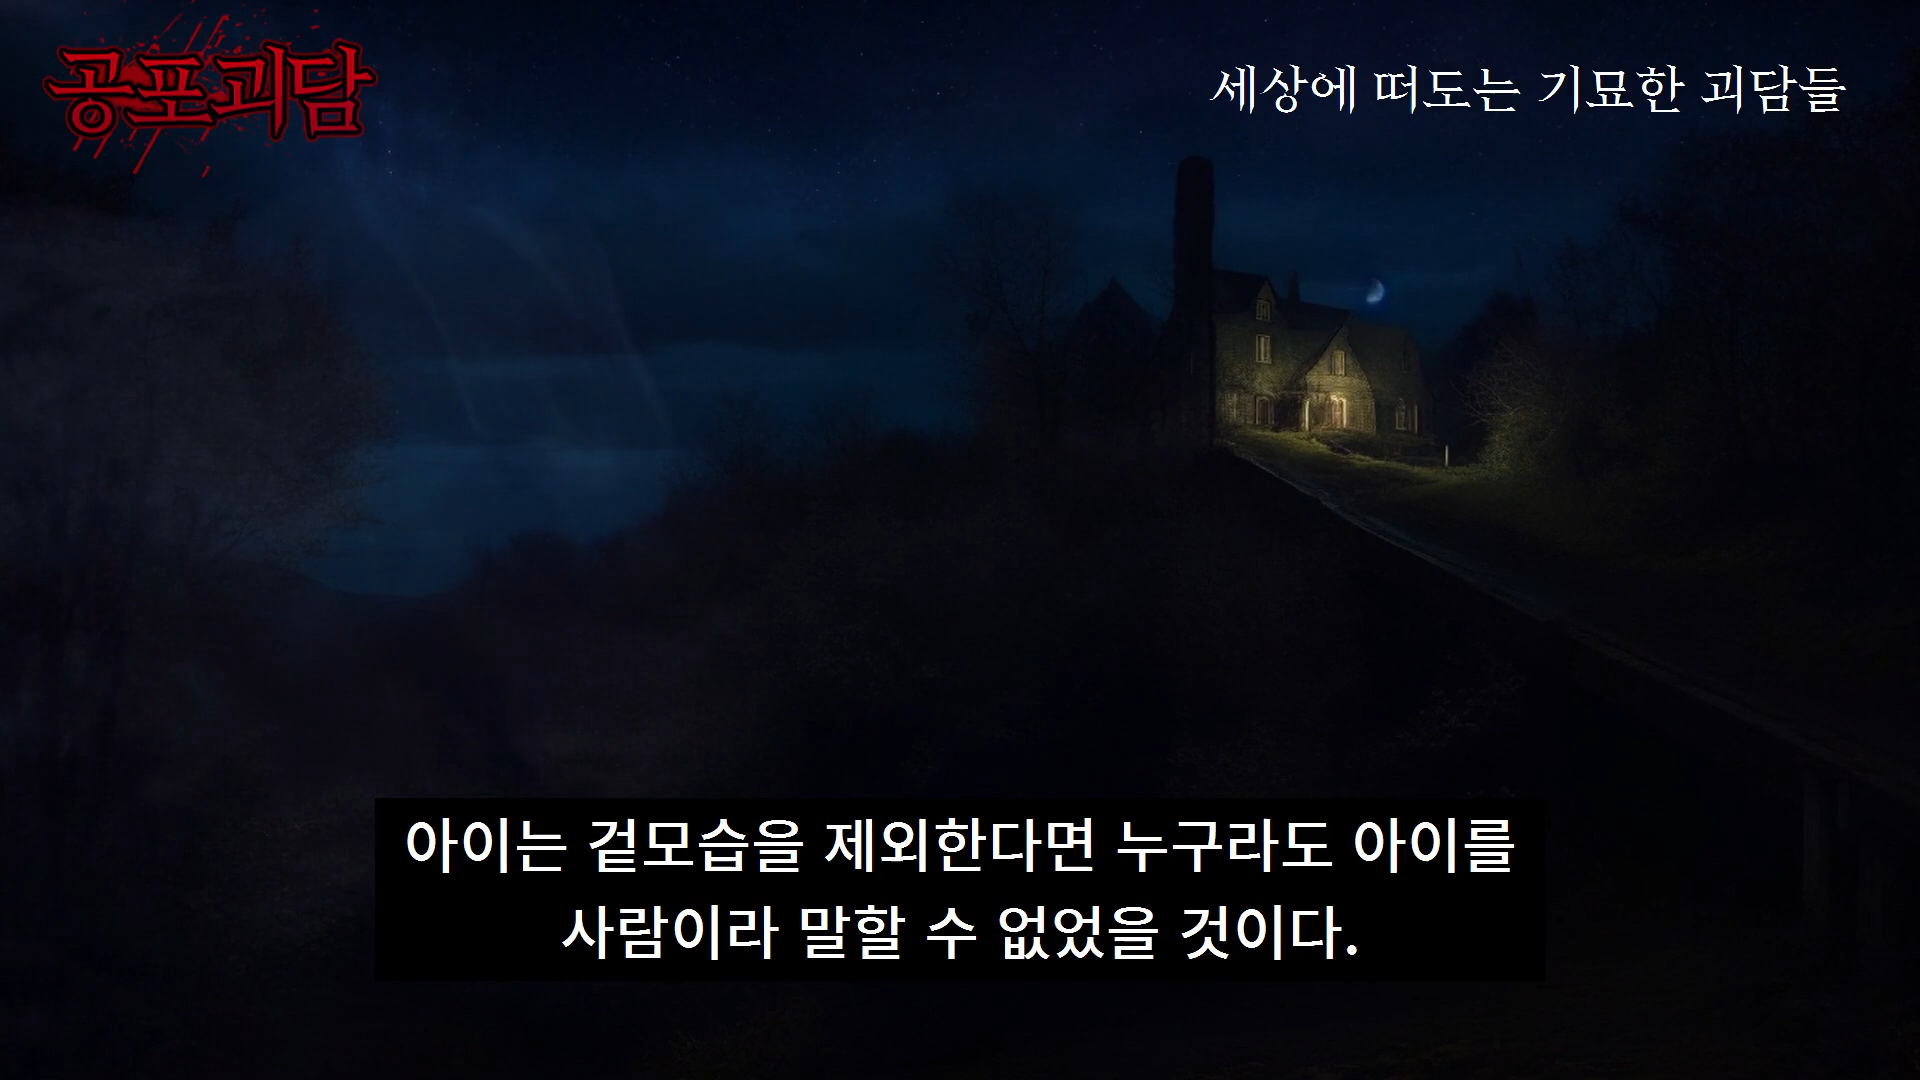 공포괴담
세상에 떠도는 기묘한 괴담들
아이는 겉모습을 제외한다면 누구라도 아이를
사람이라 말할 수 없었을 것이다.